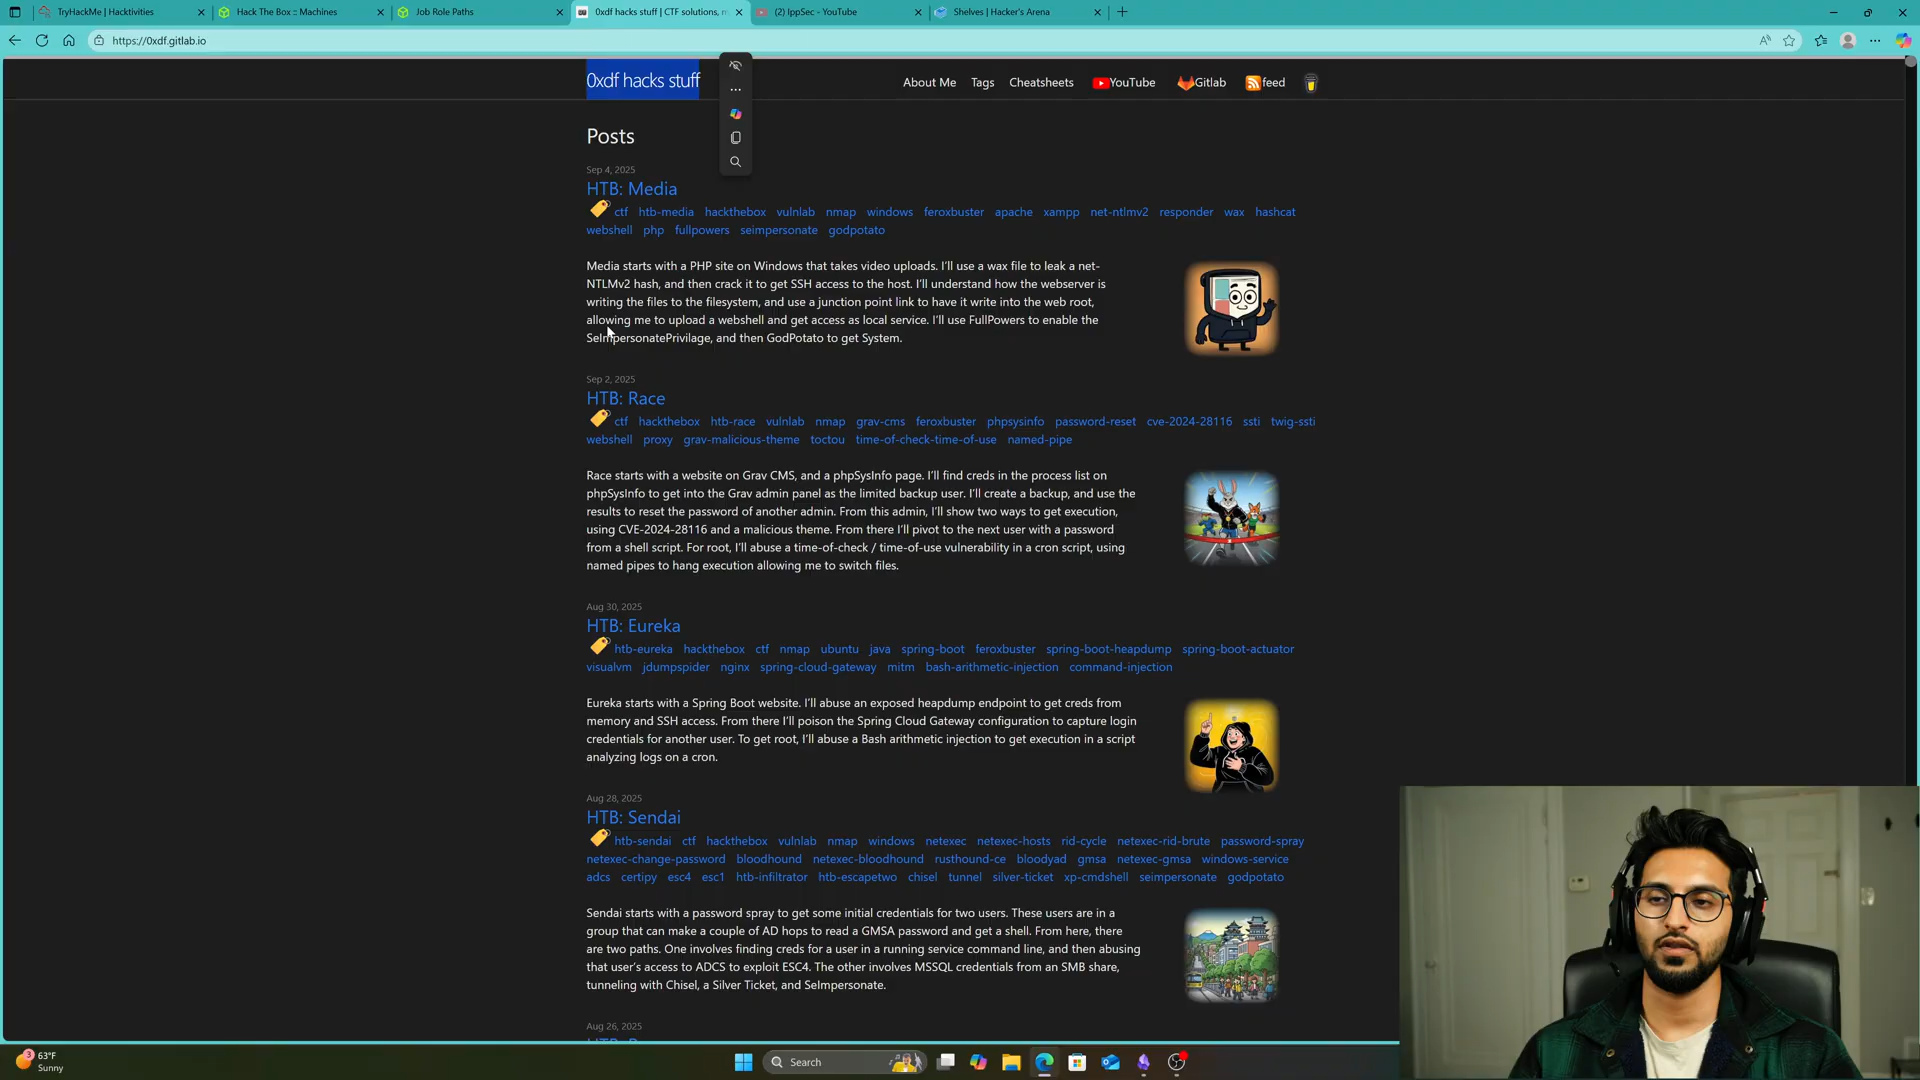 TryHackMe | Hacktivities
Hack The Box :: Machines
Job Role Paths
0xdf hacks stuff | CTF solutions, m
(2) IppSec - YouTube
Shelves | Hacker's Arena
https://0xdf.gitlab.io
0xdf hacks stuff
About Me Tags Cheatsheets YouTube Gitlab feed
Posts
Sep 4, 2025
HTB: Media
ctf htb-media hackthebox vulnlab nmap windows feroxbuster apache xampp net-ntlmv2 responder wax hashcat
webshell php fullpowers seimpersonate godpotato
Media starts with a PHP site on Windows that takes video uploads. I'll use a wax file to leak a net-
NTLMv2 hash, and then crack it to get SSH access to the host. I'll understand how the webserver is
writing the files to the filesystem, and use a junction point link to have it write into the web root,
allowing me to upload a webshell and get access as local service. I'll use FullPowers to enable the
SeImpersonatePrivilage, and then GodPotato to get System.
Sep 2, 2025
HTB: Race
ctf hackthebox htb-race vulnlab nmap grav-cms feroxbuster phpsysinfo password-reset cve-2024-28116 ssti twig-ssti
webshell proxy grav-malicious-theme toctou time-of-check-time-of-use named-pipe
Race starts with a website on Grav CMS, and a phpSysInfo page. I'll find creds in the process list on
phpSysInfo to get into the Grav admin panel as the limited backup user. I'll create a backup, and use the
results to reset the password of another admin. From this admin, I'll show two ways to get execution,
using CVE-2024-28116 and a malicious theme. From there I'll pivot to the next user with a password
from a shell script. For root, I'll abuse a time-of-check / time-of-use vulnerability in a cron script, using
named pipes to hang execution allowing me to switch files.
Aug 30, 2025
HTB: Eureka
htb-eureka hackthebox ctf nmap ubuntu java spring-boot feroxbuster spring-boot-heapdump spring-boot-actuator
visualvm jdumpspider nginx spring-cloud-gateway mitm bash-arithmetic-injection command-injection
Eureka starts with a Spring Boot website. I'll abuse an exposed heapdump endpoint to get creds from
memory and SSH access. From there I'll poison the Spring Cloud Gateway configuration to capture login
credentials for another user. To get root, I'll abuse a Bash arithmetic injection to get execution in a script
analyzing logs on a cron.
Aug 28, 2025
HTB: Sendai
htb-sendai ctf hackthebox vulnlab nmap windows netexec netexec-hosts rid-cycle netexec-rid-brute password-spray
netexec-change-password bloodhound netexec-bloodhound rusthound-ce bloodyad gmsa netexec-gmsa windows-service
adcs certipy esc4 esc1 htb-infiltrator htb-escapetwo chisel tunnel silver-ticket xp-cmdshell seimpersonate godpotato
Sendai starts with a password spray to get some initial credentials for two users. These users are in a
group that can make a couple of AD hops to read a GMSA password and get a shell. From here, there
are two paths. One involves finding creds for a user in a running service command line, and then abusing
that user's access to ADCS to exploit ESC4. The other involves MSSQL credentials from an SMB share,
tunneling with Chisel, a Silver Ticket, and SeImpersonate.
Aug 26, 2025
63°F
Sunny
Search